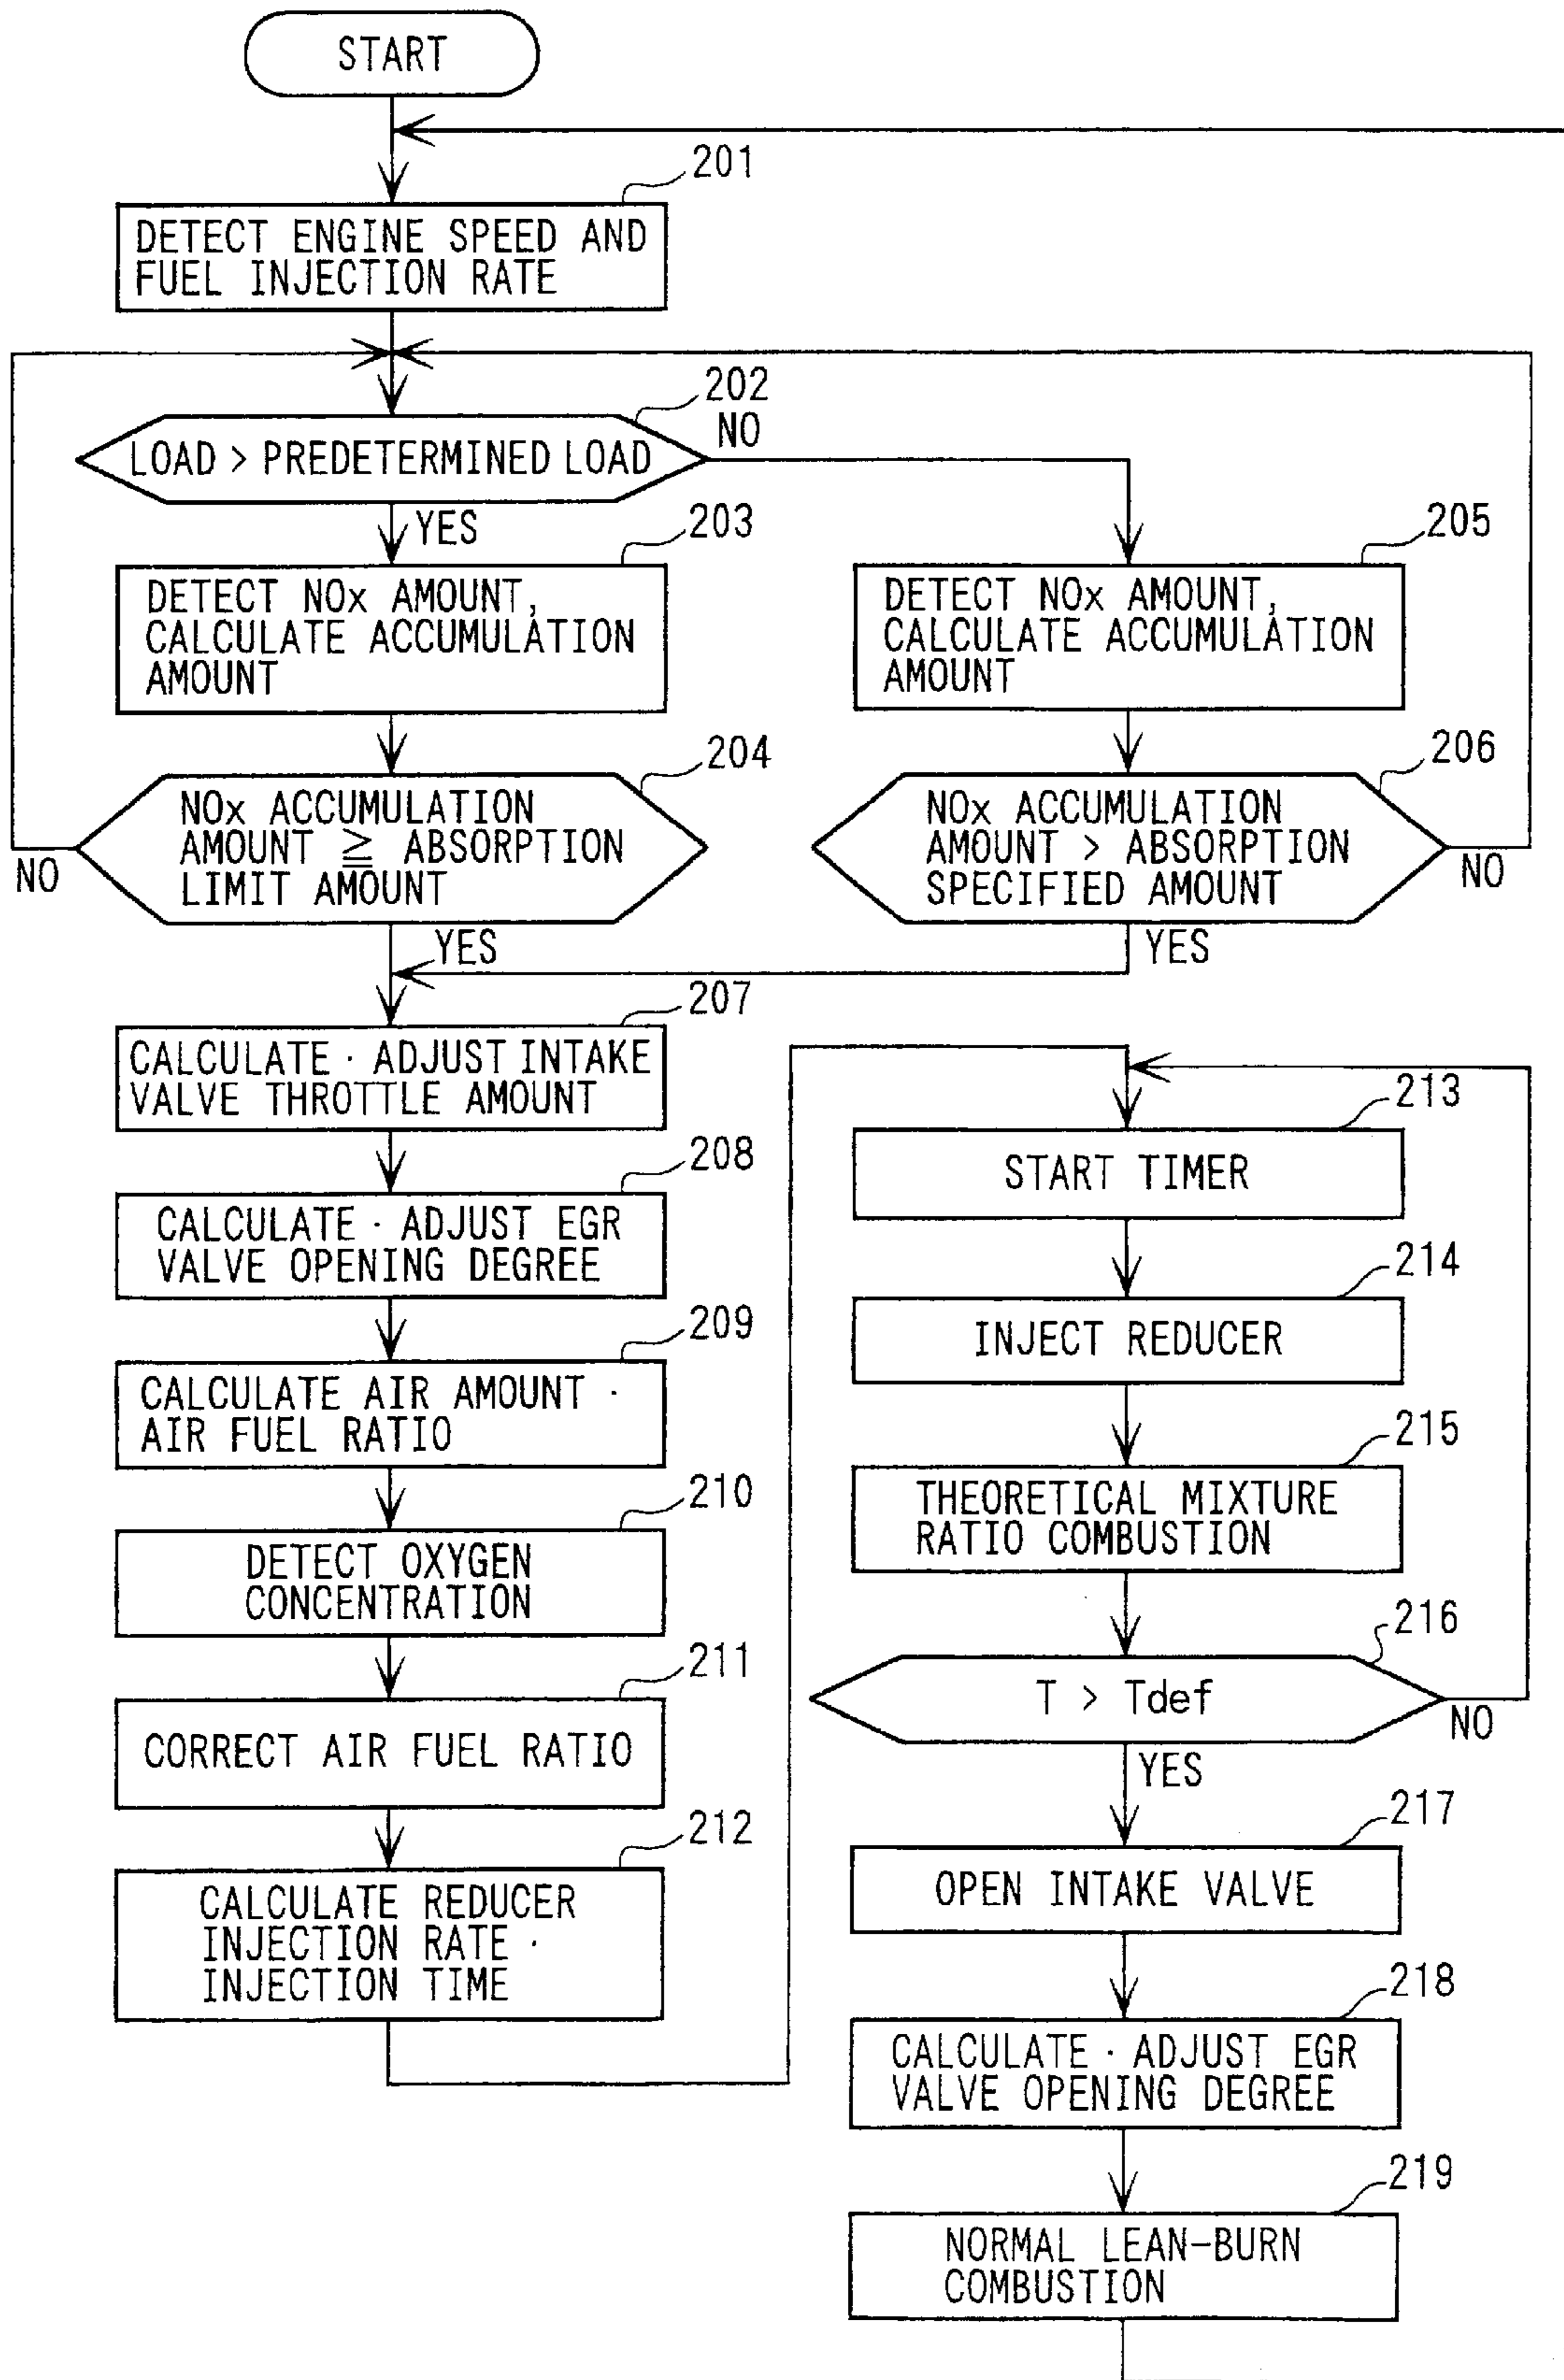 START
201
DETECT ENGINE SPEED AND
FUEL INJECTION RATE
202
LOAD > PREDETERMINED LOAD
NO
YES
203
DETECT NOx AMOUNT,
CALCULATE ACCUMULATION
AMOUNT
205
DETECT NOx AMOUNT,
CALCULATE ACCUMULATION
AMOUNT
204
NOx ACCUMULATION
AMOUNT ≧ ABSORPTION
LIMIT AMOUNT
NO
YES
206
NOx ACCUMULATION
AMOUNT > ABSORPTION
SPECIFIED AMOUNT
NO
YES
207
CALCULATE · ADJUST INTAKE
VALVE THROTTLE AMOUNT
208
CALCULATE · ADJUST EGR
VALVE OPENING DEGREE
209
CALCULATE AIR AMOUNT ·
AIR FUEL RATIO
210
DETECT OXYGEN
CONCENTRATION
211
CORRECT AIR FUEL RATIO
212
CALCULATE REDUCER
INJECTION RATE ·
INJECTION TIME
213
START TIMER
214
INJECT REDUCER
215
THEORETICAL MIXTURE
RATIO COMBUSTION
216
T > Tdef
NO
YES
217
OPEN INTAKE VALVE
218
CALCULATE · ADJUST EGR
VALVE OPENING DEGREE
219
NORMAL LEAN-BURN
COMBUSTION